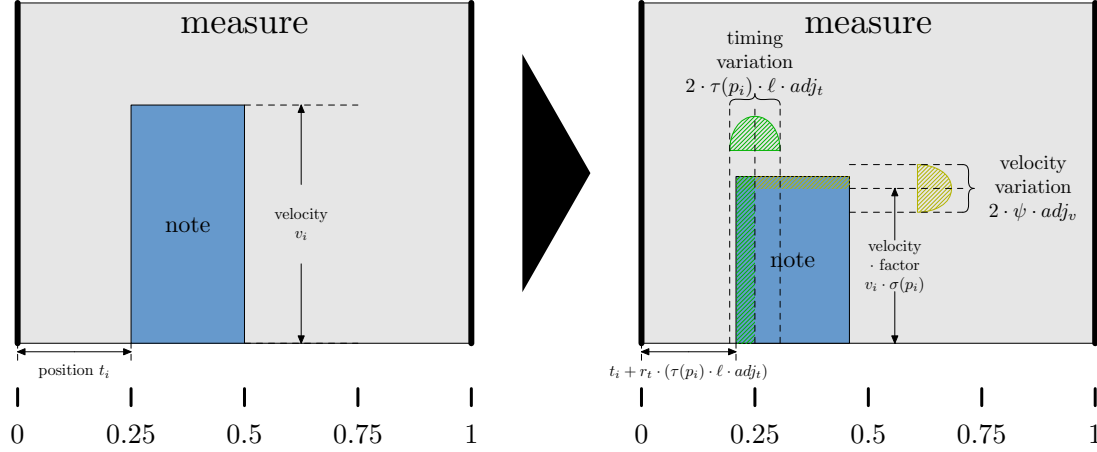 measure
note
velocity
v_i
position t_i
0 0.25 0.5 0.75 1
measure
timing
variation
2 · τ(p_i) · ℓ · adj_t
velocity
variation
2 · ψ · adj_v
note
velocity
· factor
v_i · σ(p_i)
t_i + r_t · (τ(p_i) · ℓ · adj_t)
0 0.25 0.5 0.75 1